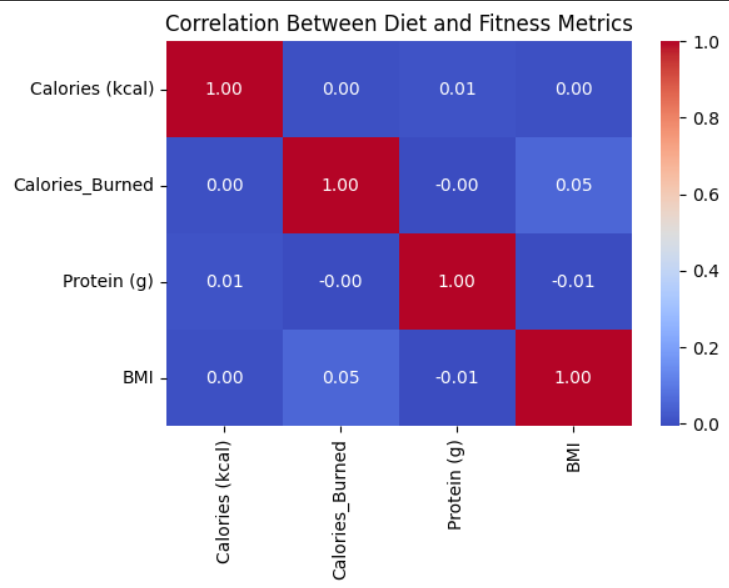 Correlation Between Diet and Fitness Metrics
Calories (kcal) 1.00 0.00 0.01 0.00
Calories_Burned 0.00 1.00 -0.00 0.05
Protein (g) 0.01 -0.00 1.00 -0.01
BMI 0.00 0.05 -0.01 1.00
Calories (kcal) Calories_Burned Protein (g) BMI
1.0
0.8
0.6
0.4
0.2
0.0